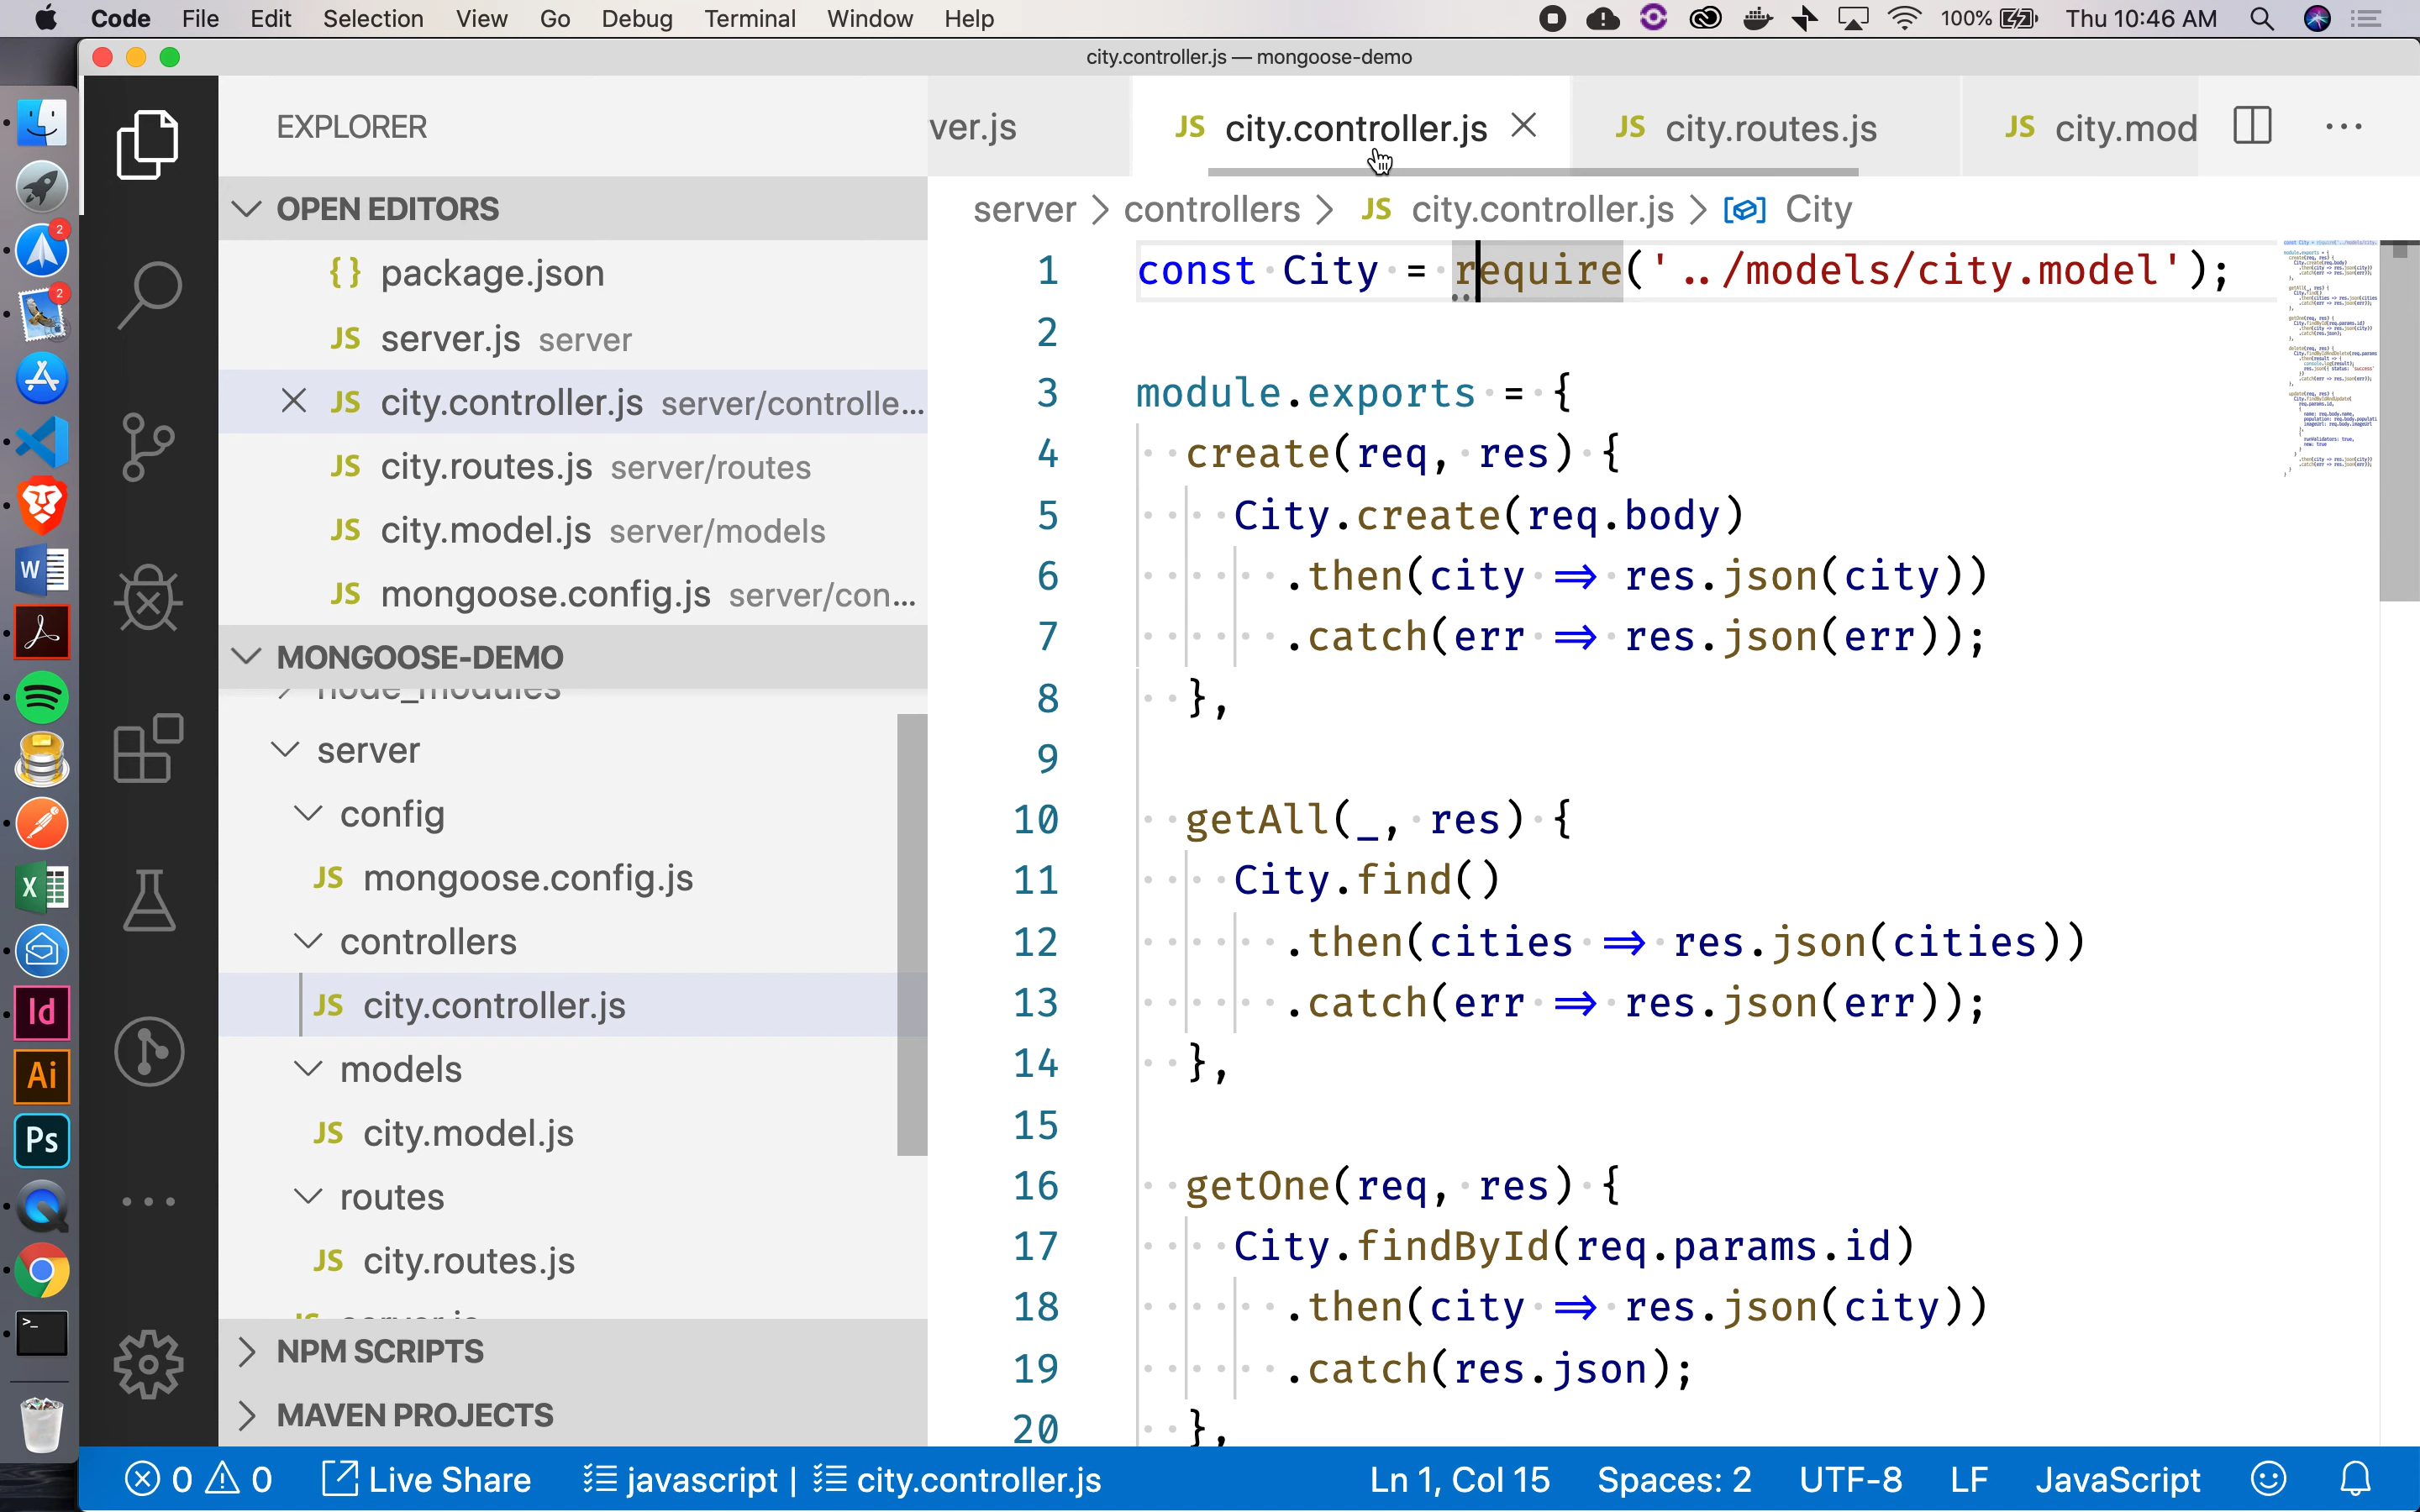 Code File Edit Selection View Go Debug Terminal Window Help 100% Thu 10:46 AM
city.controller.js — mongoose-demo
EXPLORER
ver.js JS city.controller.js JS city.routes.js JS city.mod ...
OPEN EDITORS
{} package.json
JS server.js server
JS city.controller.js server/controlle...
JS city.routes.js server/routes
JS city.model.js server/models
JS mongoose.config.js server/con...
MONGOOSE-DEMO
node_modules
server
config
JS mongoose.config.js
controllers
JS city.controller.js
models
JS city.model.js
routes
JS city.routes.js
JS server.js
NPM SCRIPTS
MAVEN PROJECTS
server > controllers > JS city.controller.js > City
1 const City = require('../models/city.model');
2
3 module.exports = {
4 create(req, res) {
5 City.create(req.body)
6 .then(city => res.json(city))
7 .catch(err => res.json(err));
8 },
9
10 getAll(_, res) {
11 City.find()
12 .then(cities => res.json(cities))
13 .catch(err => res.json(err));
14 },
15
16 getOne(req, res) {
17 City.findById(req.params.id)
18 .then(city => res.json(city))
19 .catch(res.json);
20 },
2
2
W
X
Id
Ai
Ps
>_
0 0 Live Share javascript | city.controller.js Ln 1, Col 15 Spaces: 2 UTF-8 LF JavaScript